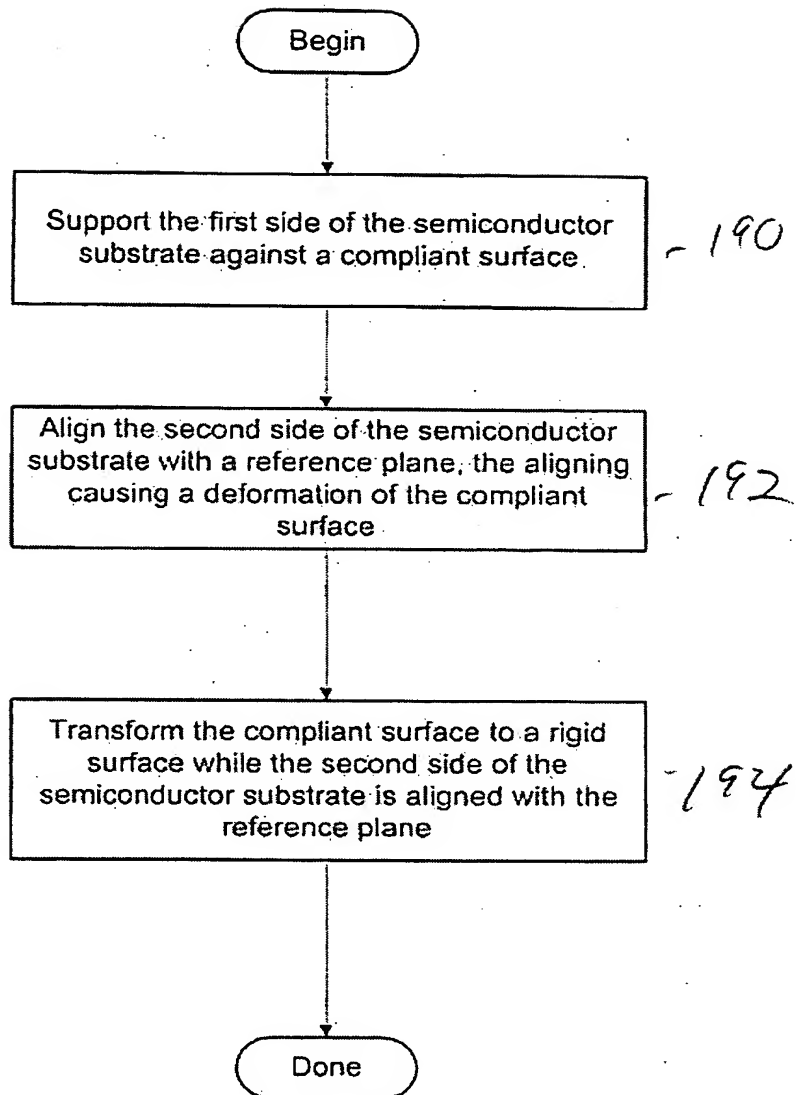 Begin
Support the first side of the semiconductor
substrate against a compliant surface.
- 190
Align the second side of the semiconductor
substrate with a reference plane, the aligning
causing a deformation of the compliant
surface
- 192
Transform the compliant surface to a rigid
surface while the second side of the
semiconductor substrate is aligned with the
reference plane
- 194
Done